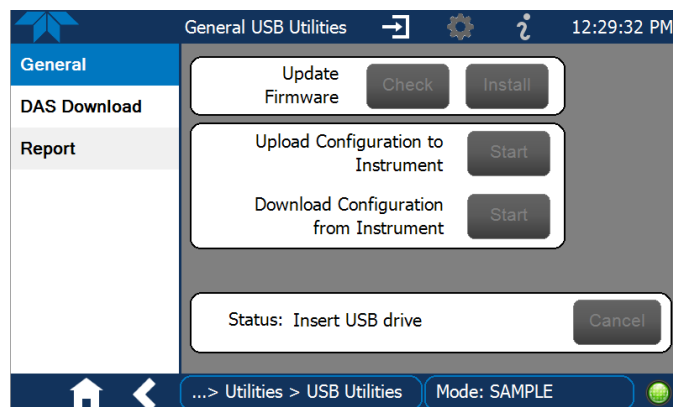 General USB Utilities
12:29:32 PM
General
DAS Download
Report
Update
Firmware
Check
Install
Upload Configuration to
Instrument
Start
Download Configuration
from Instrument
Start
Status: Insert USB drive
Cancel
...> Utilities > USB Utilities
Mode: SAMPLE